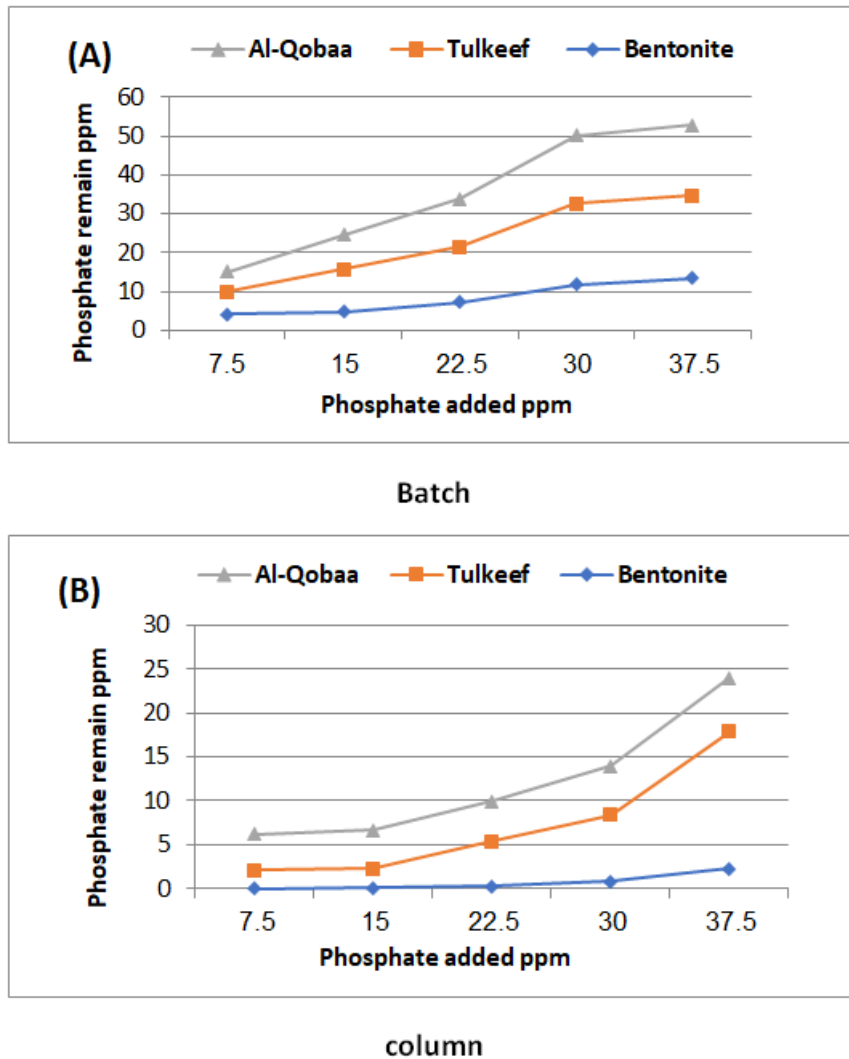 (A)
Al-Qobaa Tulkeef Bentonite
Phosphate remain ppm
60
50
40
30
20
10
0
7.5 15 22.5 30 37.5
Phosphate added ppm
Batch
(B)
Al-Qobaa Tulkeef Bentonite
Phosphate remain ppm
30
25
20
15
10
5
0
7.5 15 22.5 30 37.5
Phosphate added ppm
column